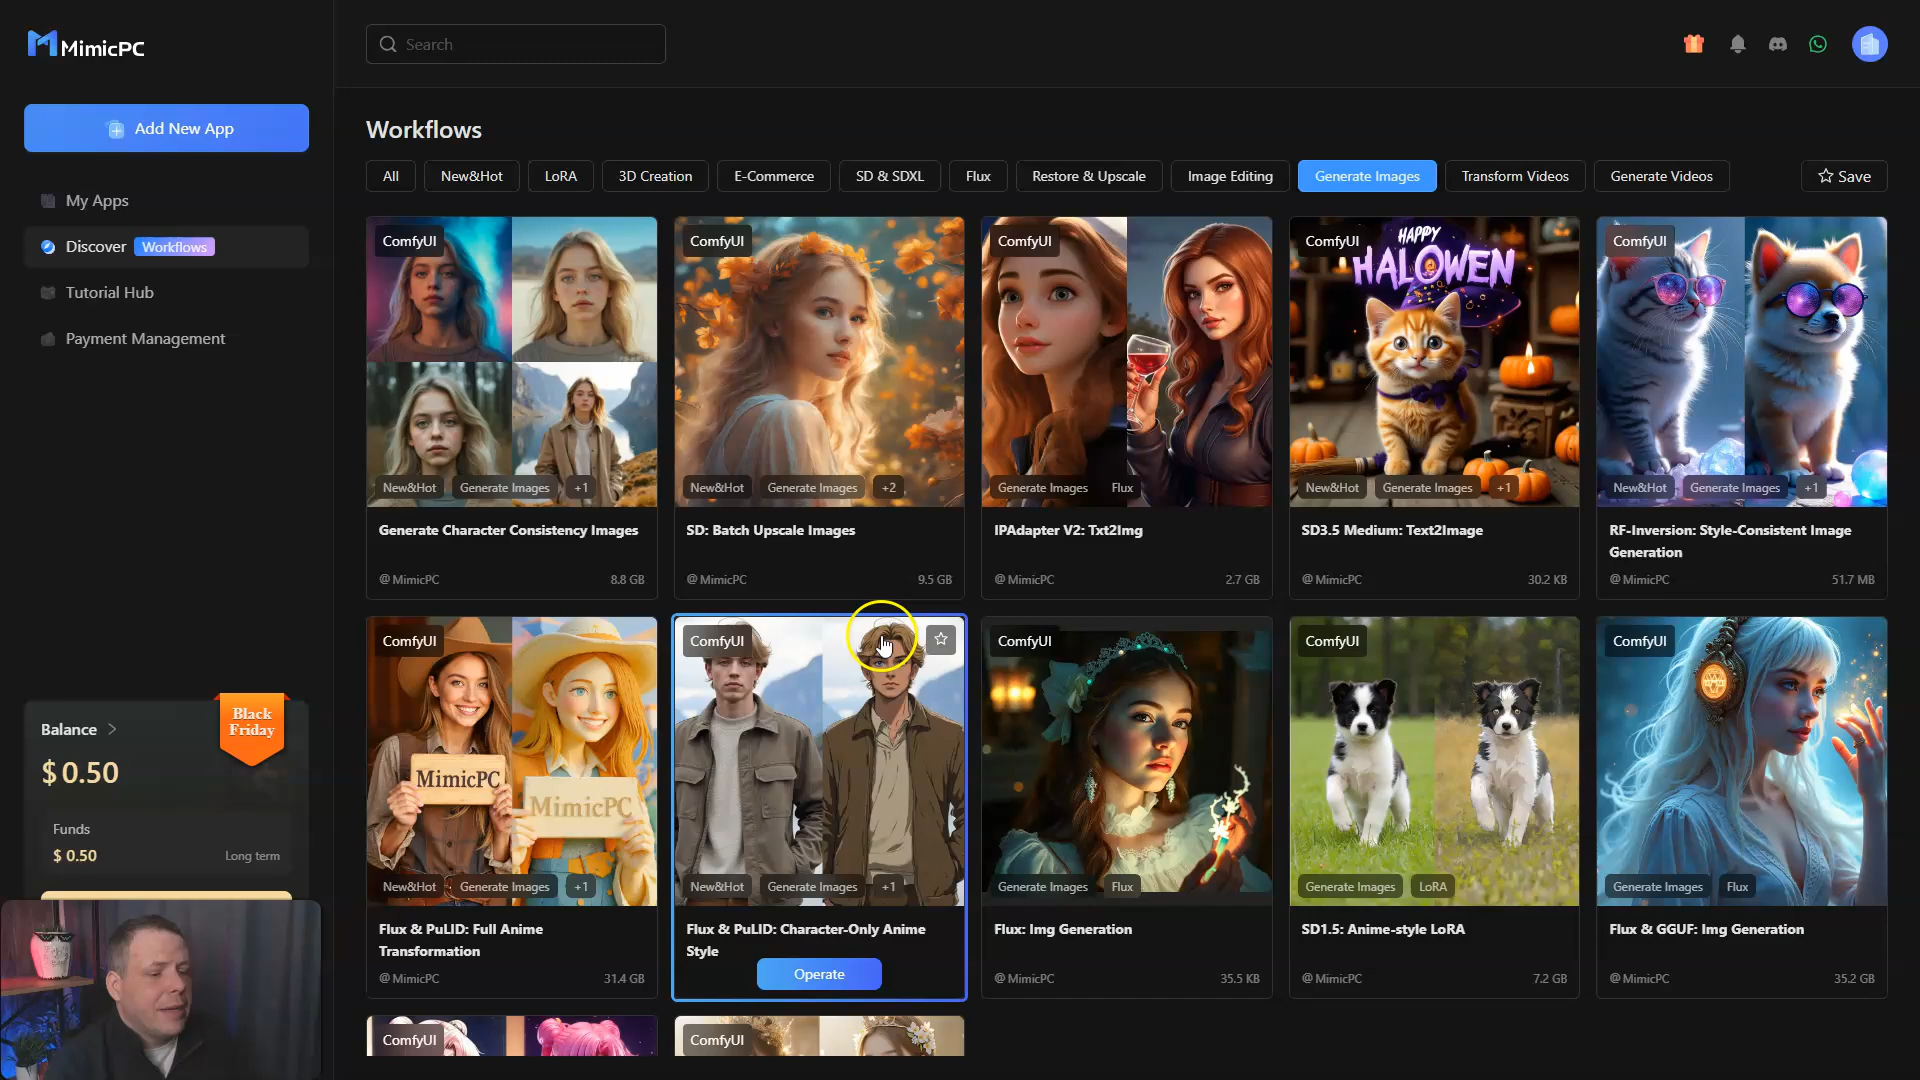 MimicPC
Search
Add New App
My Apps
Discover Workflows
Tutorial Hub
Payment Management
Balance >
$ 0.50
Black
Friday
Funds
$ 0.50 Long term
Workflows
All New&Hot LoRA 3D Creation E-Commerce SD & SDXL Flux Restore & Upscale Image Editing Generate Images Transform Videos Generate Videos Save
ComfyUI
New&Hot Generate Images +1
Generate Character Consistency Images
@ MimicPC 8.8 GB
ComfyUI
New&Hot Generate Images +2
SD: Batch Upscale Images
@ MimicPC 9.5 GB
ComfyUI
Generate Images Flux
IPAdapter V2: Txt2Img
@ MimicPC 2.7 GB
ComfyUI
HAPPY
HALOWEN
New&Hot Generate Images +1
SD3.5 Medium: Text2Image
@ MimicPC 30.2 KB
ComfyUI
New&Hot Generate Images +1
RF-Inversion: Style-Consistent Image
Generation
@ MimicPC 51.7 MB
ComfyUI
MimicPC
MimicPC
New&Hot Generate Images +1
Flux & PuLID: Full Anime
Transformation
@ MimicPC 31.4 GB
ComfyUI
New&Hot Generate Images +1
Flux & PuLID: Character-Only Anime
Style
Operate
ComfyUI
Generate Images Flux
Flux: Img Generation
@ MimicPC 35.5 KB
ComfyUI
Generate Images LoRA
SD1.5: Anime-style LoRA
@ MimicPC 7.2 GB
ComfyUI
Generate Images Flux
Flux & GGUF: Img Generation
@ MimicPC 35.2 GB
ComfyUI
ComfyUI